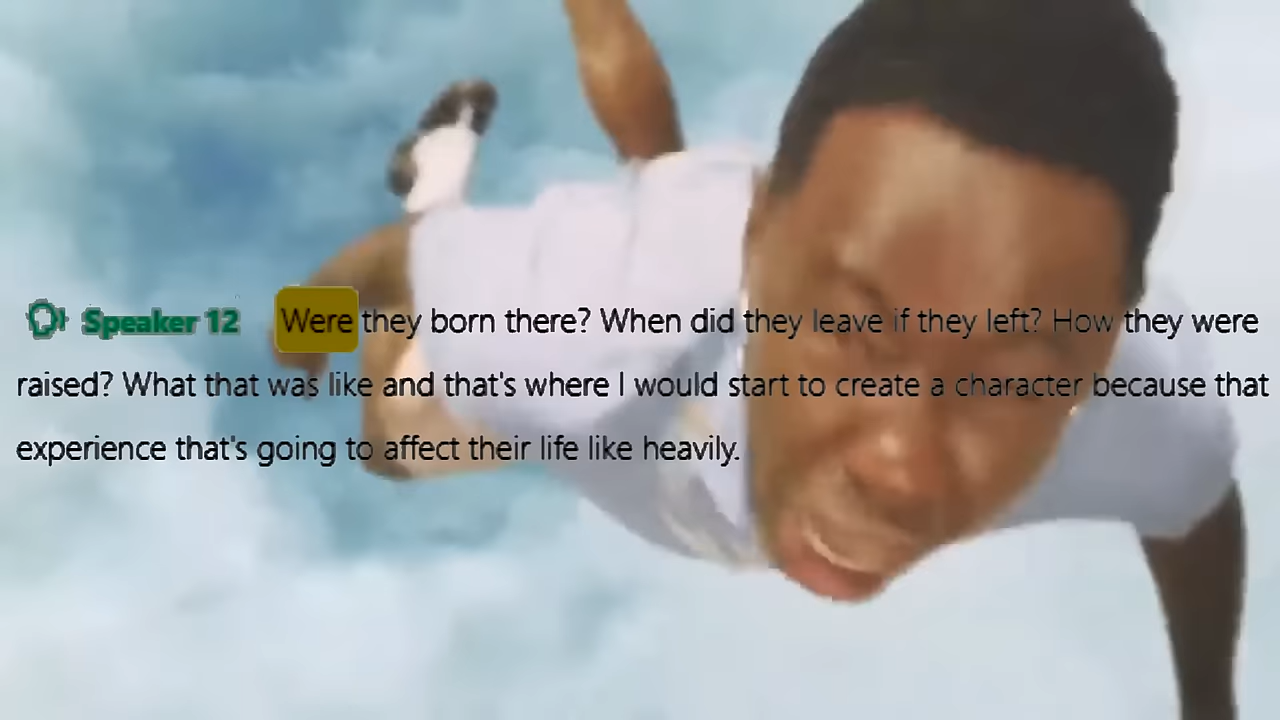 Speaker 12 Were they born there? When did they leave if they left? How they were
raised? What that was like and that's where I would start to create a character because that
experience that's going to affect their life like heavily.